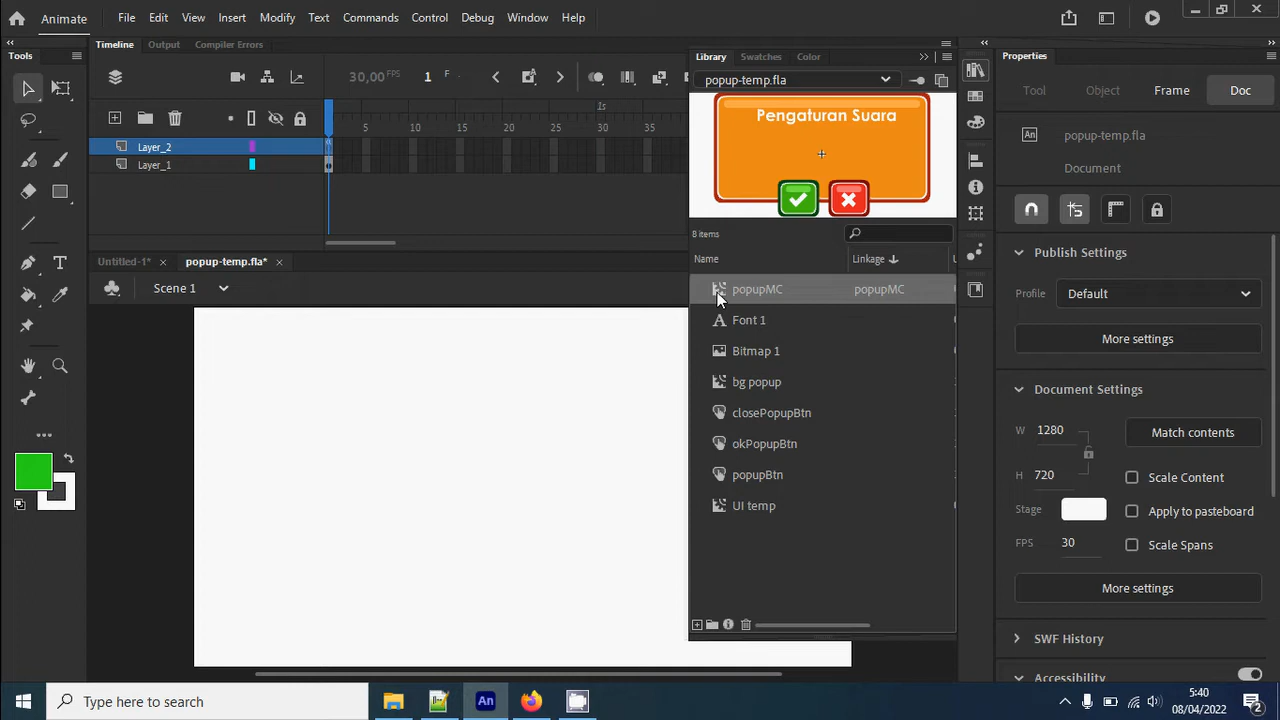 Animate
File Edit View Insert Modify Text Commands Control Debug Window Help
Tools
Timeline Output Compiler Errors
30,00 FPS 1 F
1s
5 10 15 20 25 30 35
Layer_2
Layer_1
Untitled-1* × popup-temp.fla* ×
Scene 1
Library Swatches Color
popup-temp.fla
Pengaturan Suara
8 items
Name Linkage
popupMC popupMC
Font 1
Bitmap 1
bg popup
closePopupBtn
okPopupBtn
popupBtn
UI temp
Properties
Tool Object Frame Doc
An popup-temp.fla
Document
Publish Settings
Profile Default
More settings
Document Settings
W 1280 Match contents
H 720 Scale Content
Stage Apply to pasteboard
FPS 30 Scale Spans
More settings
SWF History
Accessibility
Type here to search
An
5:40
08/04/2022
2